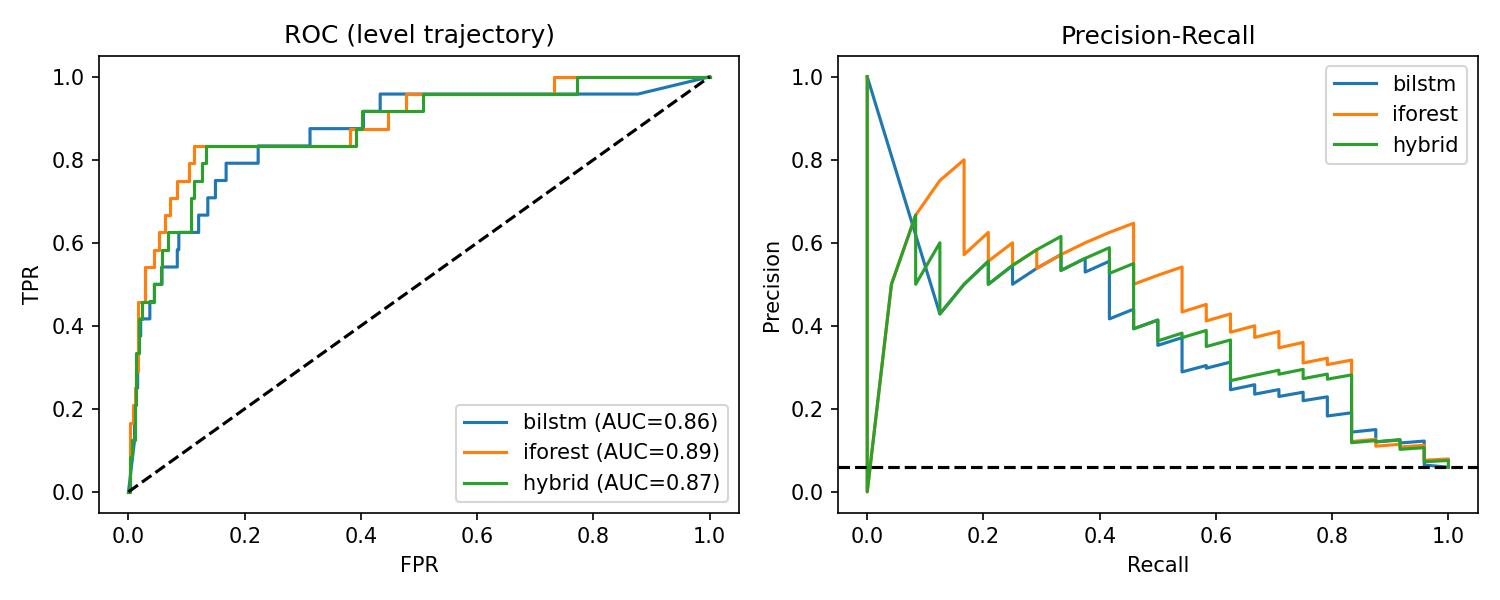 ROC (level trajectory)
TPR
1.0
0.8
0.6
0.4
0.2
0.0
bilstm (AUC=0.86)
iforest (AUC=0.89)
hybrid (AUC=0.87)
0.0 0.2 0.4 0.6 0.8 1.0
FPR
Precision-Recall
Precision
1.0
0.8
0.6
0.4
0.2
0.0
bilstm
iforest
hybrid
0.0 0.2 0.4 0.6 0.8 1.0
Recall